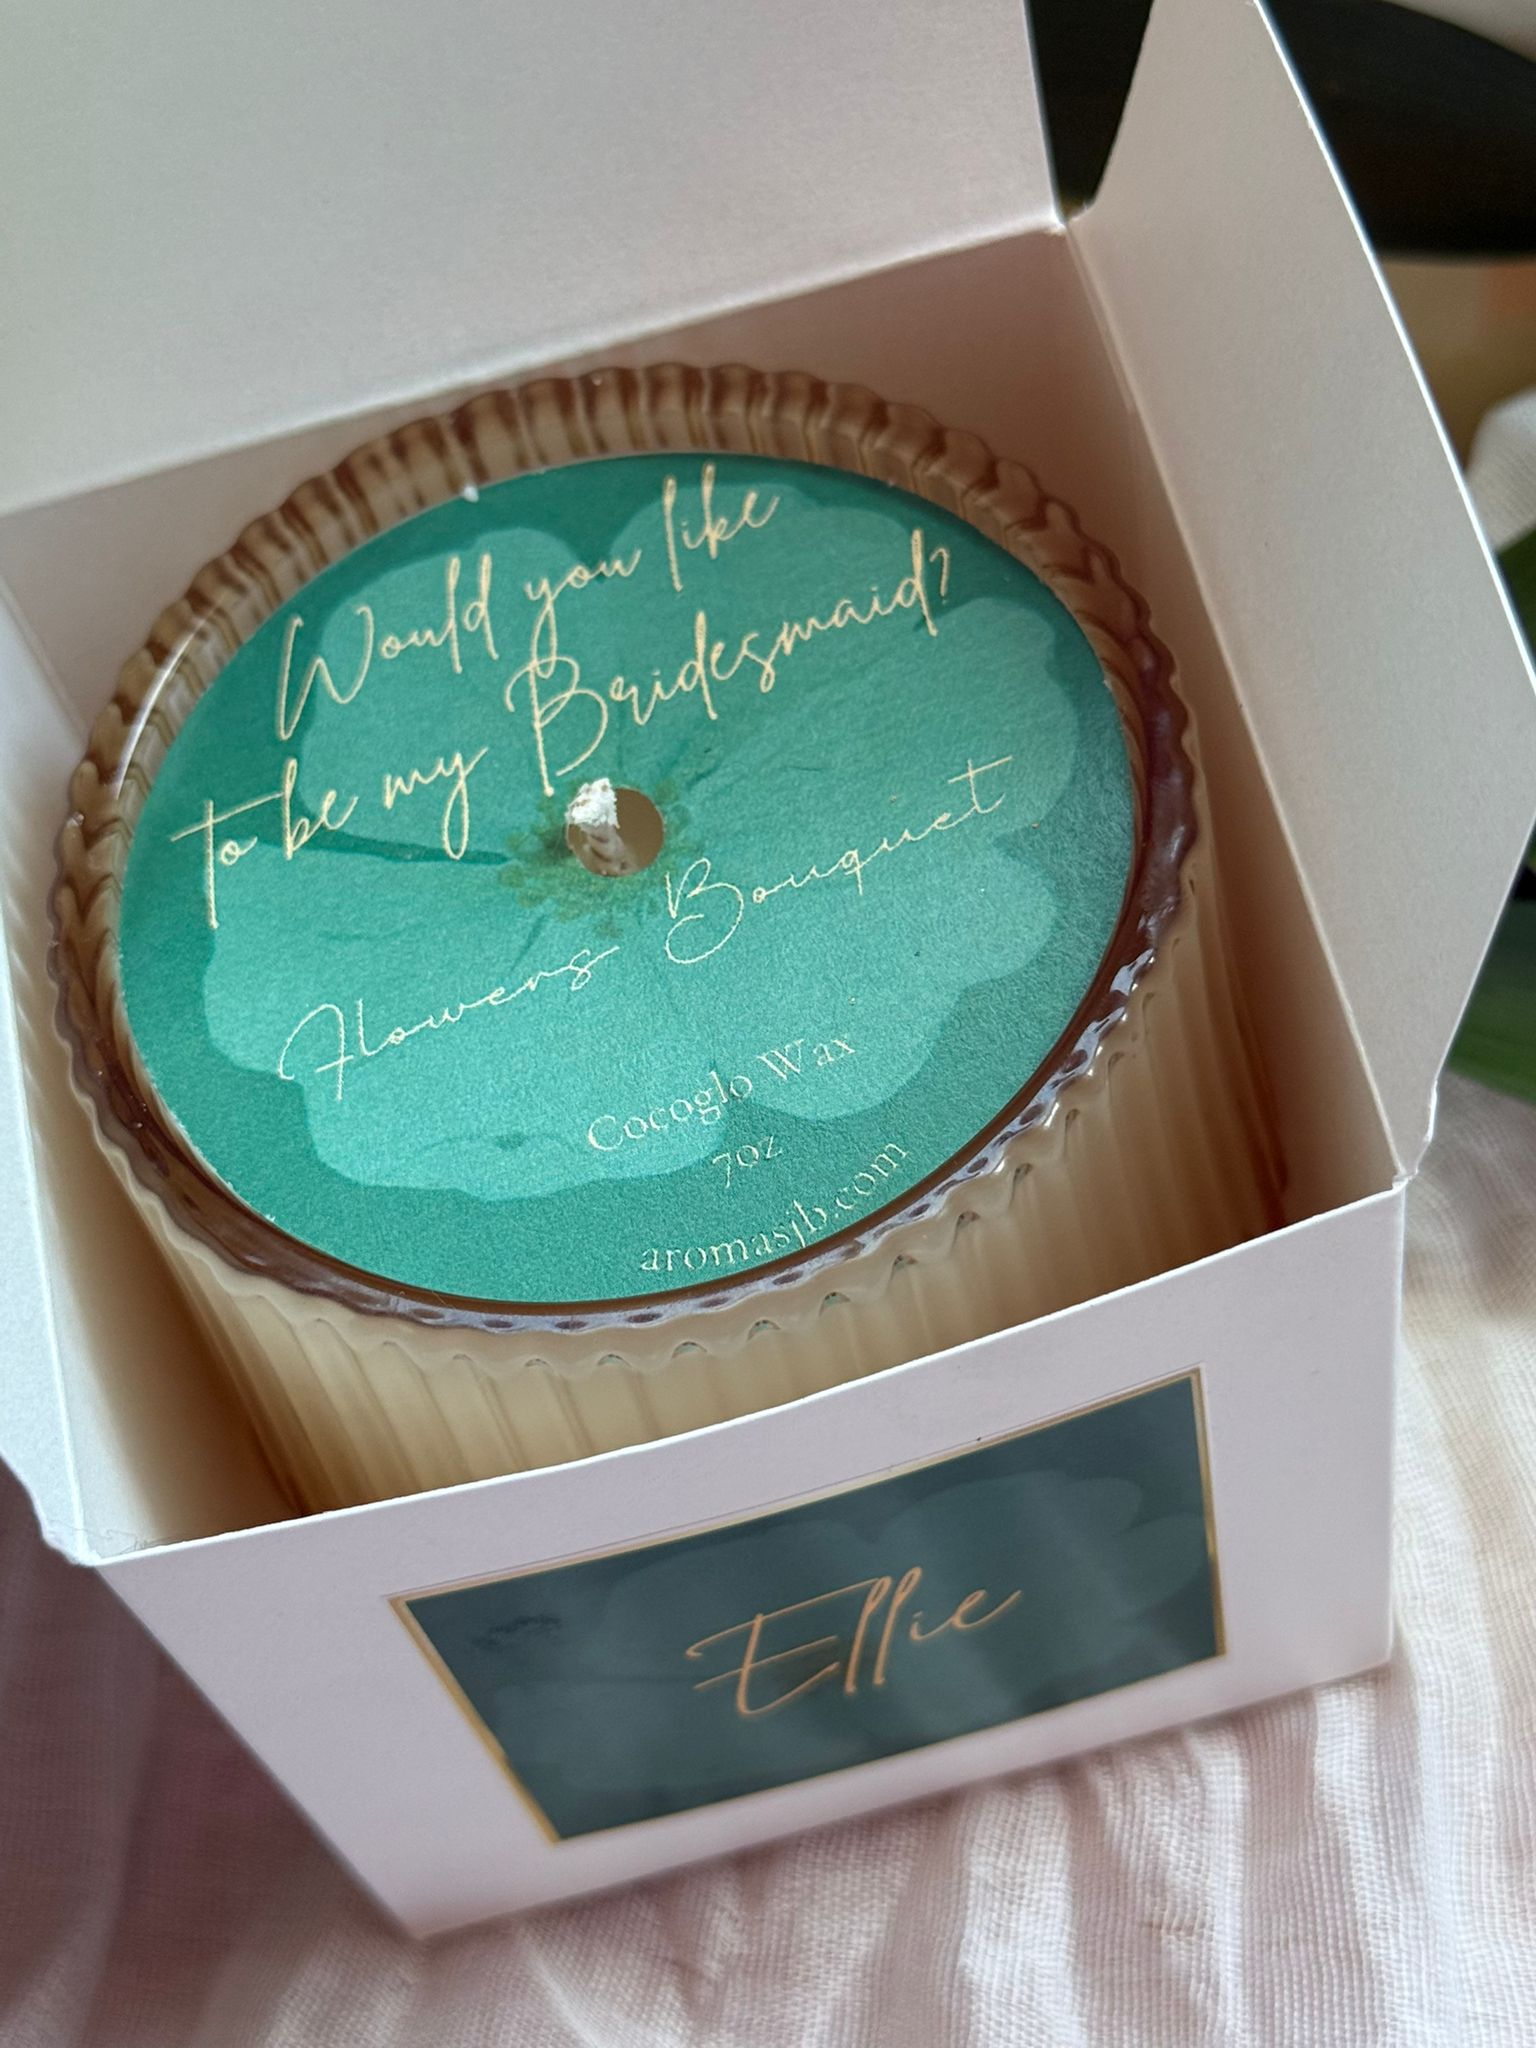 Would you like
to be my Bridesmaid?
Flowers Bouquet
Cocoglo Wax
7oz
aromasjb.com
Ellie